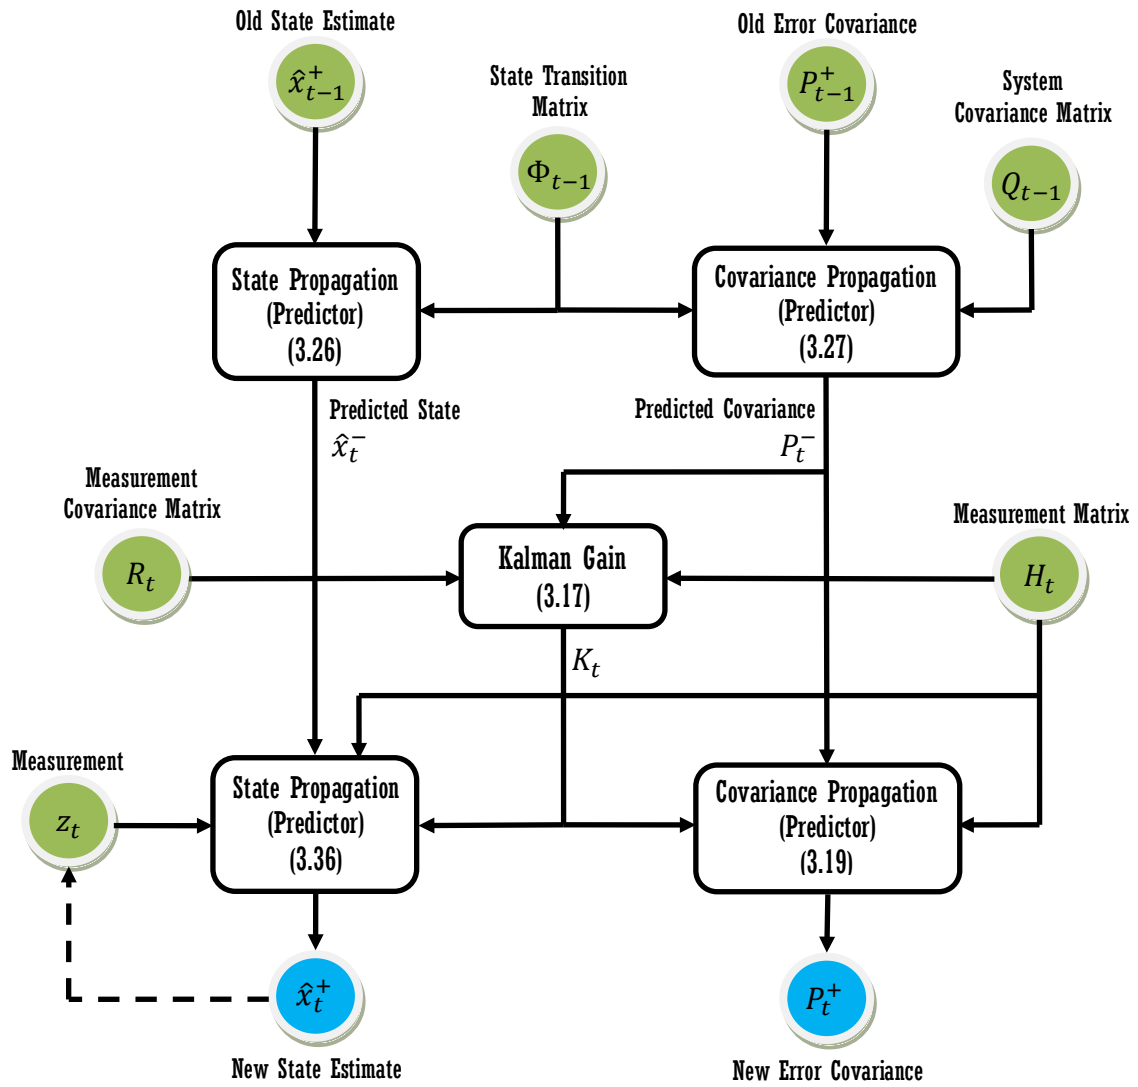 Old State Estimate
x̂⁺ₜ₋₁
Old Error Covariance
P⁺ₜ₋₁
State Transition
Matrix
Φₜ₋₁
System
Covariance Matrix
Qₜ₋₁
State Propagation
(Predictor)
(3.26)
Covariance Propagation
(Predictor)
(3.27)
Predicted State
x̂⁻ₜ
Predicted Covariance
P⁻ₜ
Measurement
Covariance Matrix
Rₜ
Kalman Gain
(3.17)
Measurement Matrix
Hₜ
Kₜ
Measurement
zₜ
State Propagation
(Predictor)
(3.36)
Covariance Propagation
(Predictor)
(3.19)
x̂⁺ₜ
New State Estimate
P⁺ₜ
New Error Covariance